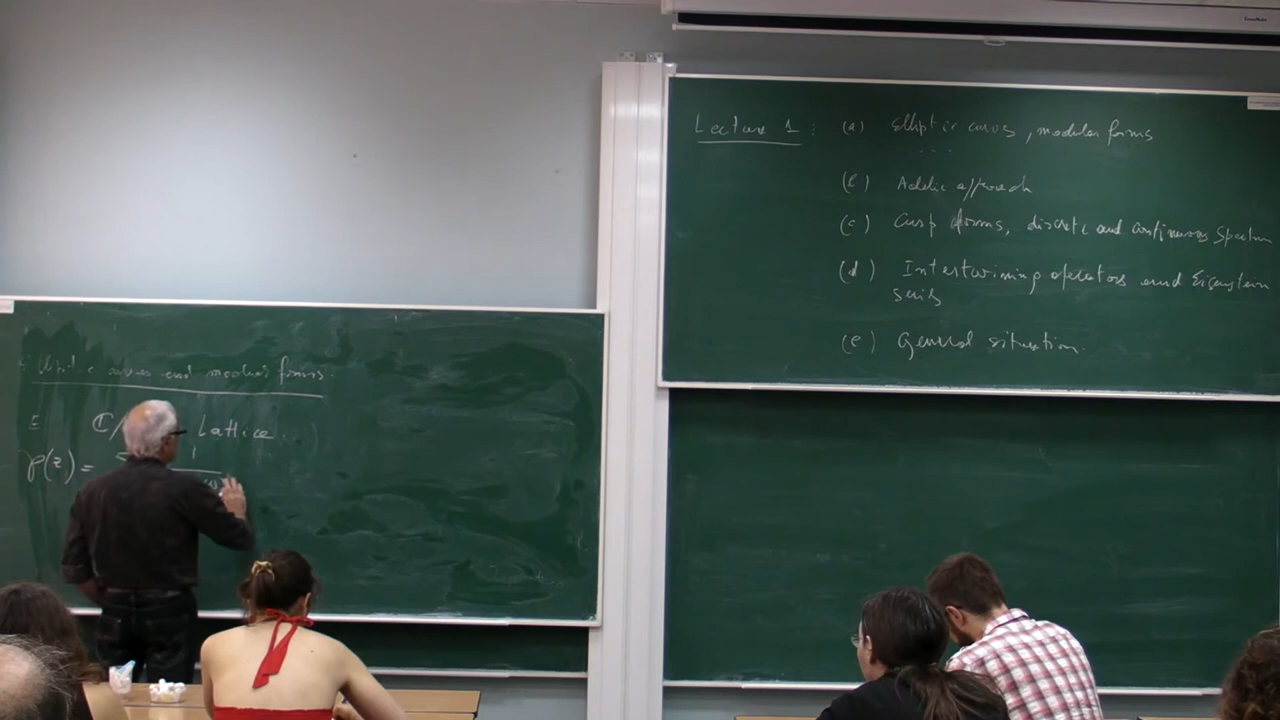 Elliptic curves and modular forms.
E C/ Lattice.
℘(z) = 1
Lecture 1 : (a) Elliptic curves, modular forms
...
(b) Adelic approach
(c) Cusp forms, discrete and continuous spectrum
(d) Intertwining operators and Eisenstein
series
(e) General situation.